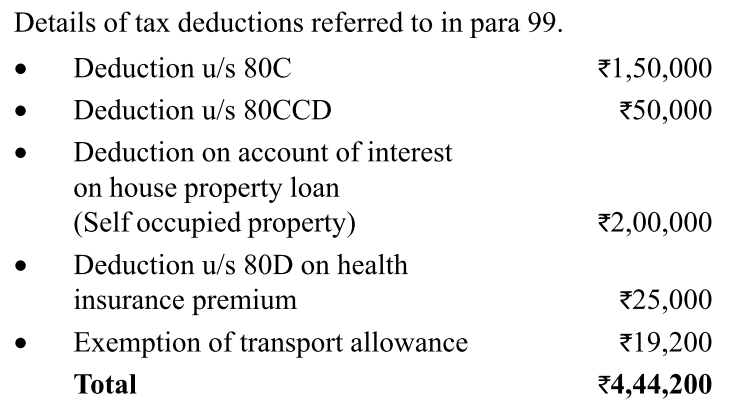 Details of tax deductions referred to in para 99.
• Deduction u/s 80C ₹1,50,000
• Deduction u/s 80CCD ₹50,000
• Deduction on account of interest
on house property loan
(Self occupied property) ₹2,00,000
• Deduction u/s 80D on health
insurance premium ₹25,000
• Exemption of transport allowance ₹19,200
Total ₹4,44,200